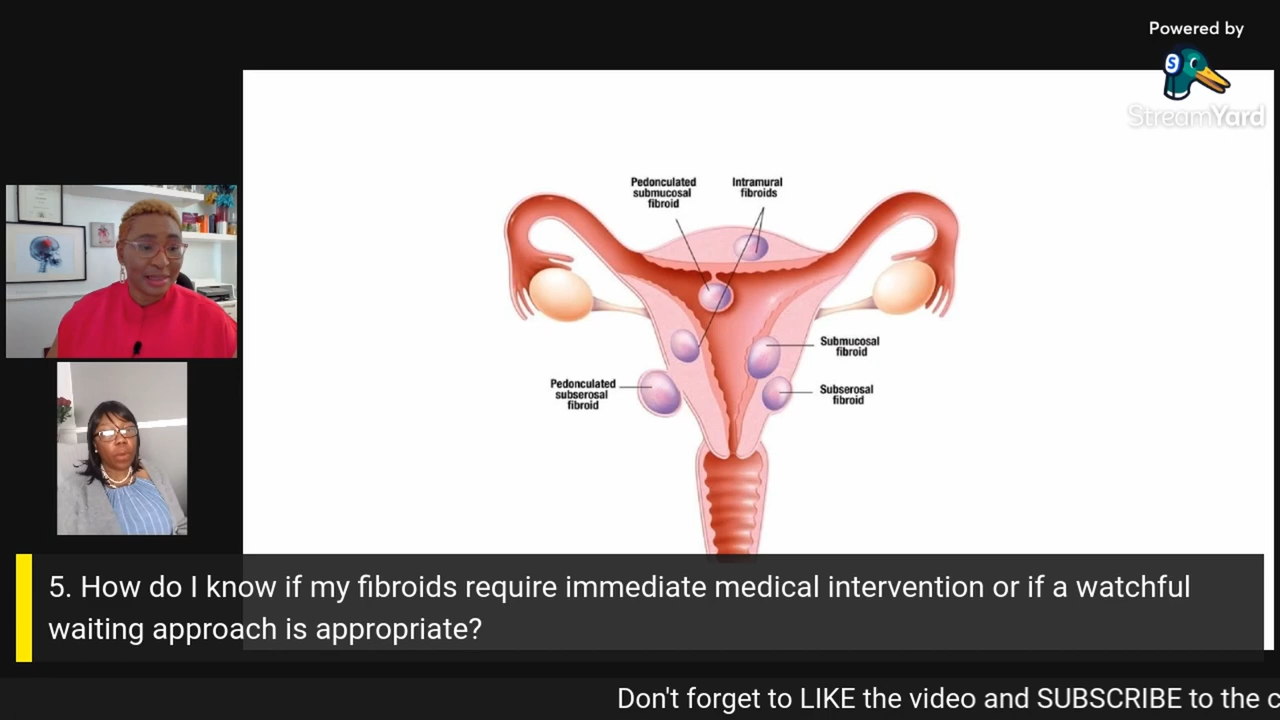 Powered by
S
StreamYard
Pedonculated
submucosal
fibroid
Intramural
fibroids
Submucosal
fibroid
Pedonculated
subserosal
fibroid
Subserosal
fibroid
5. How do I know if my fibroids require immediate medical intervention or if a watchful
waiting approach is appropriate?
Don't forget to LIKE the video and SUBSCRIBE to the c